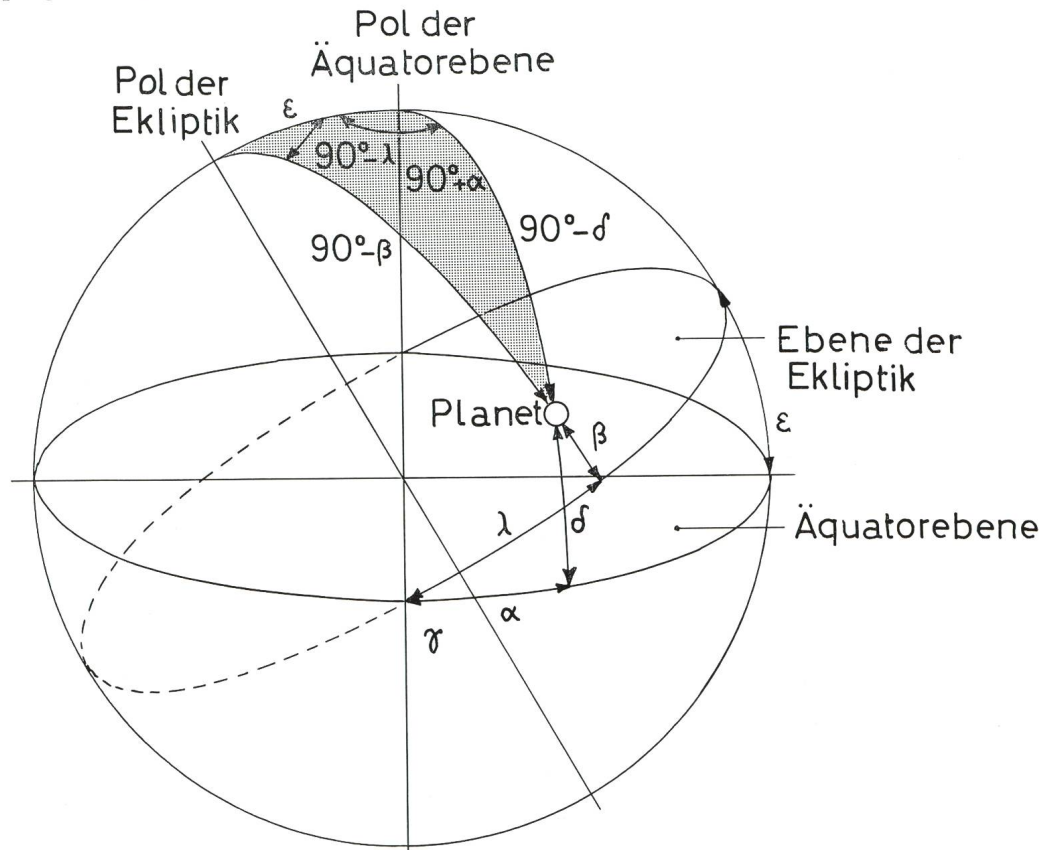 Pol der
Äquatorebene
Pol der
Ekliptik
ε
90°-λ
90°+α
90°-δ
90°-β
Ebene der
Ekliptik
Planet
β
ε
λ
δ
Äquatorebene
α
γ